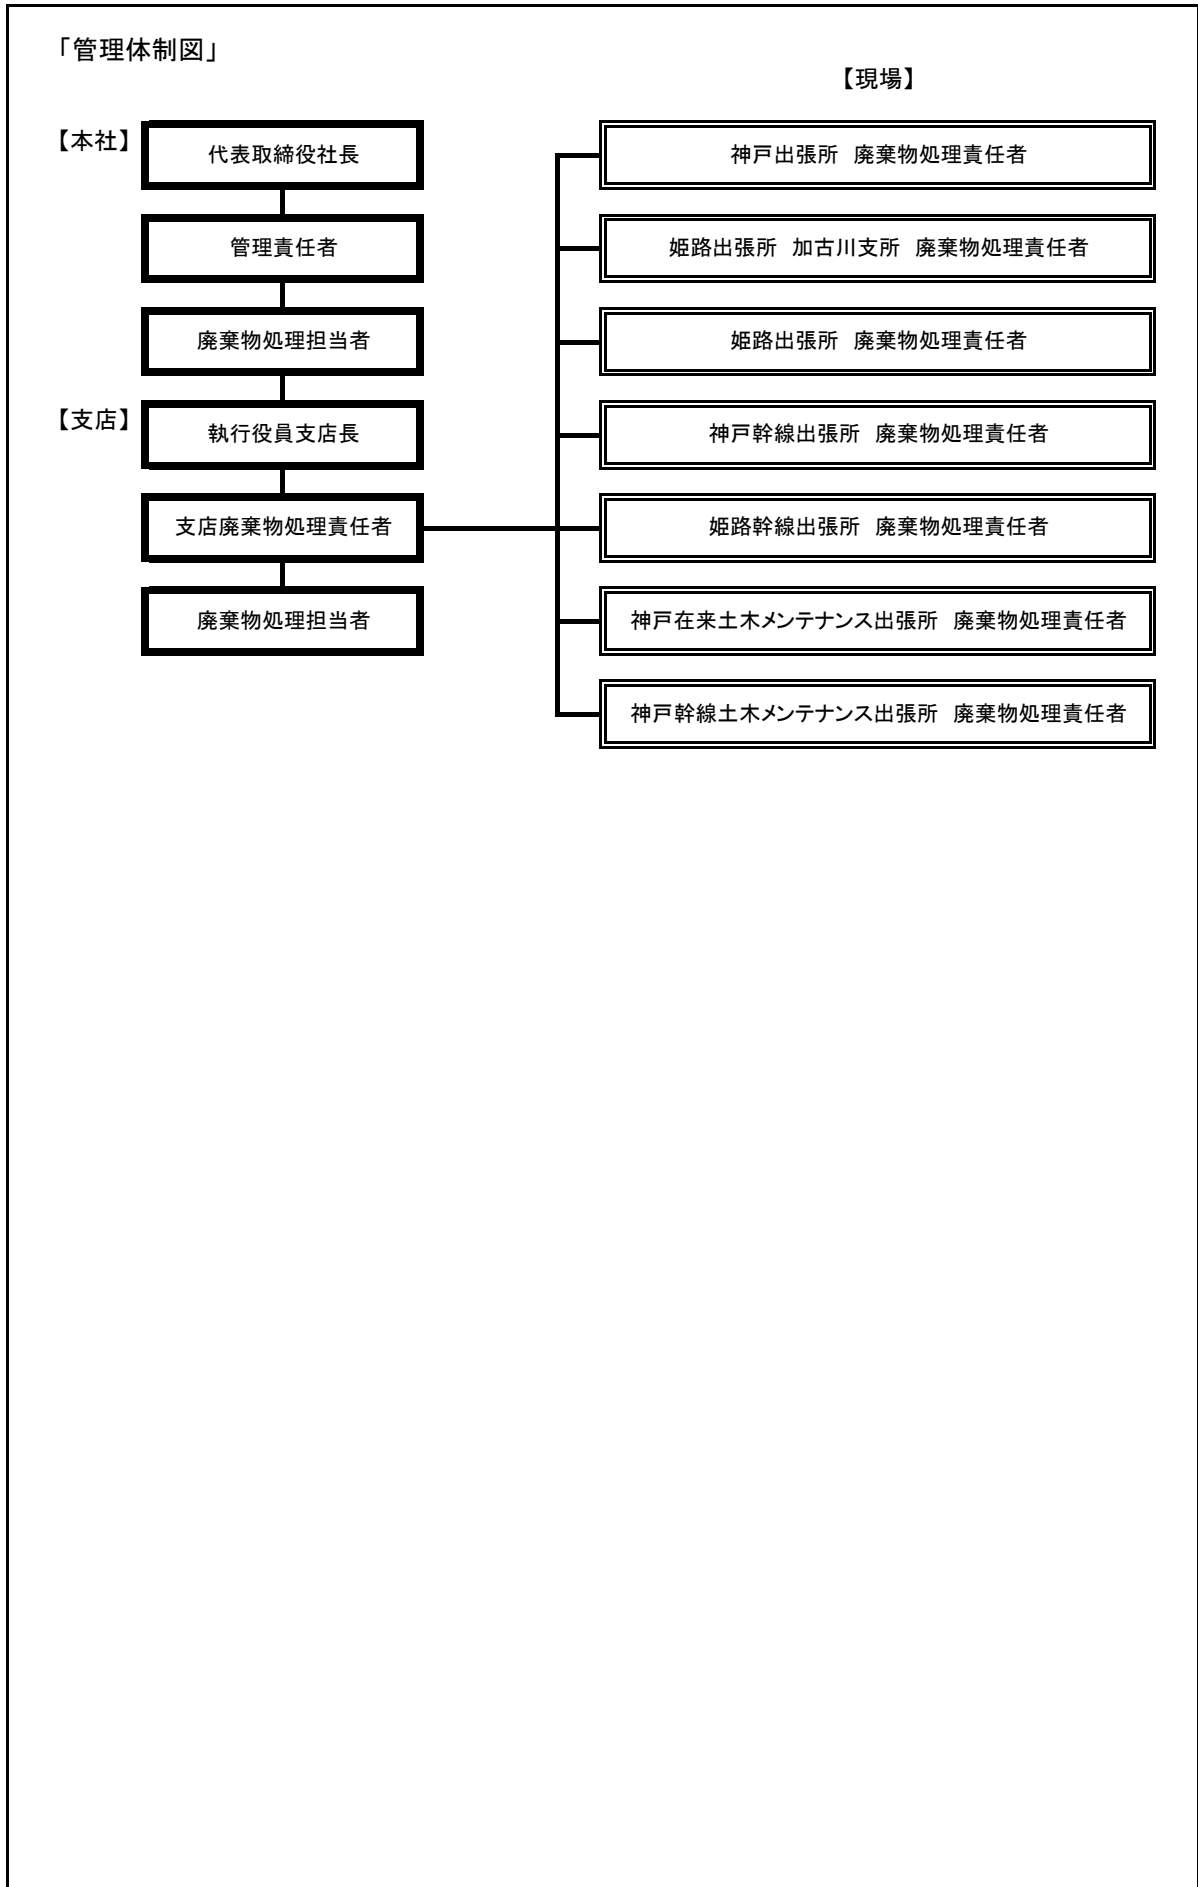 「管理体制図」
【現場】
【本社】
代表取締役社長
管理責任者
廃棄物処理担当者
【支店】
執行役員支店長
支店廃棄物処理責任者
廃棄物処理担当者
神戸出張所　廃棄物処理責任者
姫路出張所　加古川支所　廃棄物処理責任者
姫路出張所　廃棄物処理責任者
神戸幹線出張所　廃棄物処理責任者
姫路幹線出張所　廃棄物処理責任者
神戸在来土木メンテナンス出張所　廃棄物処理責任者
神戸幹線土木メンテナンス出張所　廃棄物処理責任者